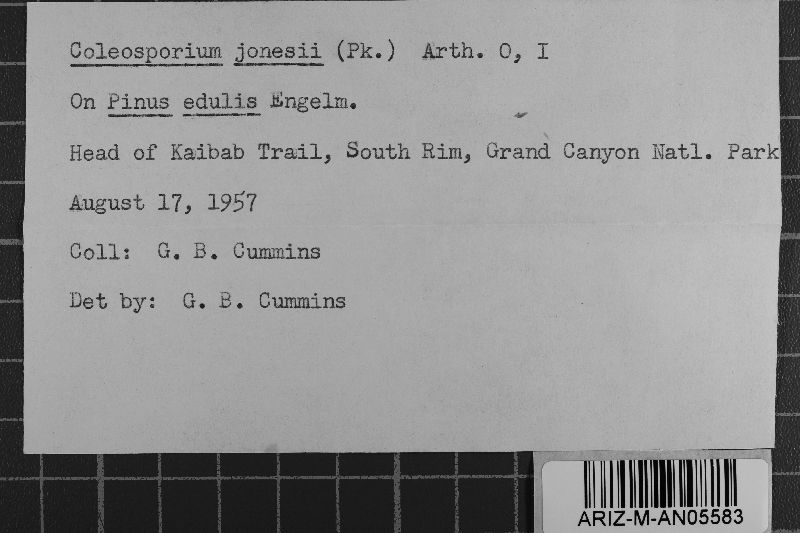 Coleosporium jonesii (Pk.) Arth. O, I
On Pinus edulis Engelm.
Head of Kaibab Trail, South Rim, Grand Canyon Natl. Park
August 17, 1957
Coll: G. B. Cummins
Det by: G. B. Cummins
ARIZ-M-AN05583